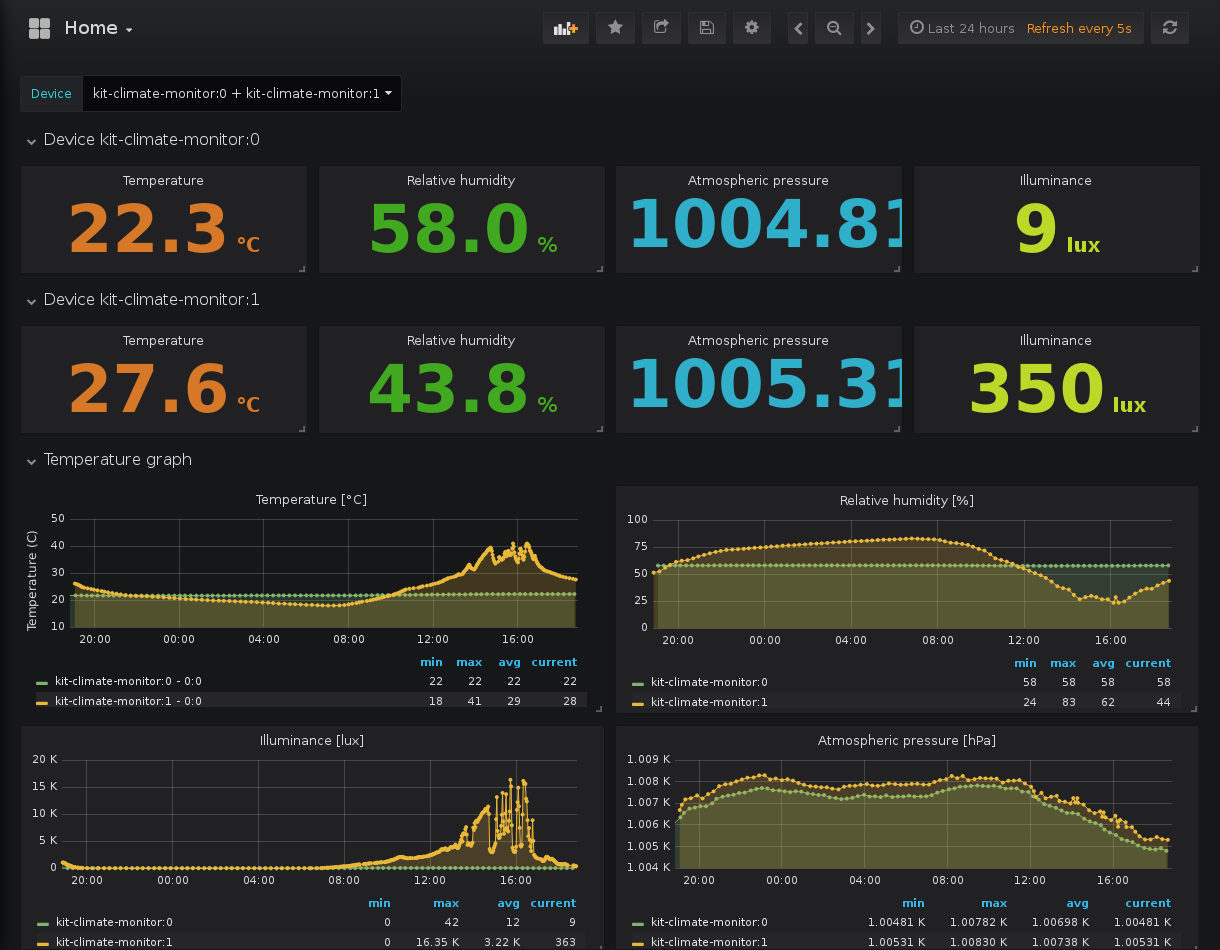 Home
Last 24 hours Refresh every 5s
Device kit-climate-monitor:0 + kit-climate-monitor:1
Device kit-climate-monitor:0
Temperature Relative humidity Atmospheric pressure Illuminance
22.3 °C 58.0 % 1004.81 9 lux
Device kit-climate-monitor:1
Temperature Relative humidity Atmospheric pressure Illuminance
27.6 °C 43.8 % 1005.31 350 lux
Temperature graph
Temperature [°C]
Temperature (C)
50
40
30
20
10
20:00 00:00 04:00 08:00 12:00 16:00
min max avg current
kit-climate-monitor:0 - 0:0 22 22 22 22
kit-climate-monitor:1 - 0:0 18 41 29 28
Relative humidity [%]
100
75
50
25
0
20:00 00:00 04:00 08:00 12:00 16:00
min max avg current
kit-climate-monitor:0 58 58 58 58
kit-climate-monitor:1 24 83 62 44
Illuminance [lux]
20 K
15 K
10 K
5 K
0
20:00 00:00 04:00 08:00 12:00 16:00
min max avg current
kit-climate-monitor:0 0 42 12 9
kit-climate-monitor:1 0 16.35 K 3.22 K 363
Atmospheric pressure [hPa]
1.009 K
1.008 K
1.007 K
1.006 K
1.005 K
1.004 K
20:00 00:00 04:00 08:00 12:00 16:00
min max avg current
kit-climate-monitor:0 1.00481 K 1.00782 K 1.00698 K 1.00481 K
kit-climate-monitor:1 1.00531 K 1.00830 K 1.00738 K 1.00531 K